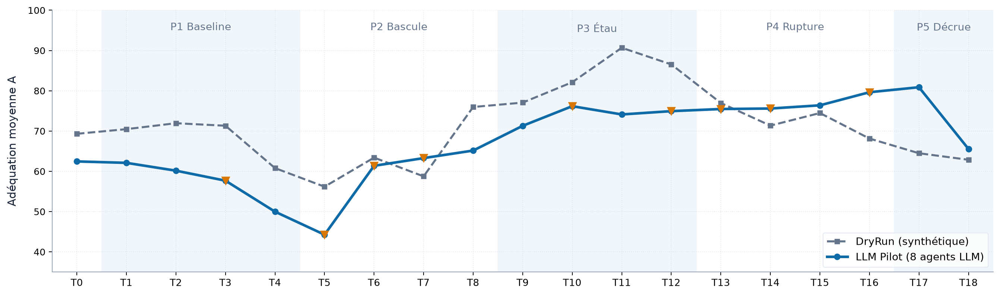 P1 Baseline
P2 Bascule
P3 Étau
P4 Rupture
P5 Décrue
Adéquation moyenne A
100
90
80
70
60
50
40
DryRun (synthétique)
LLM Pilot (8 agents LLM)
T0 T1 T2 T3 T4 T5 T6 T7 T8 T9 T10 T11 T12 T13 T14 T15 T16 T17 T18